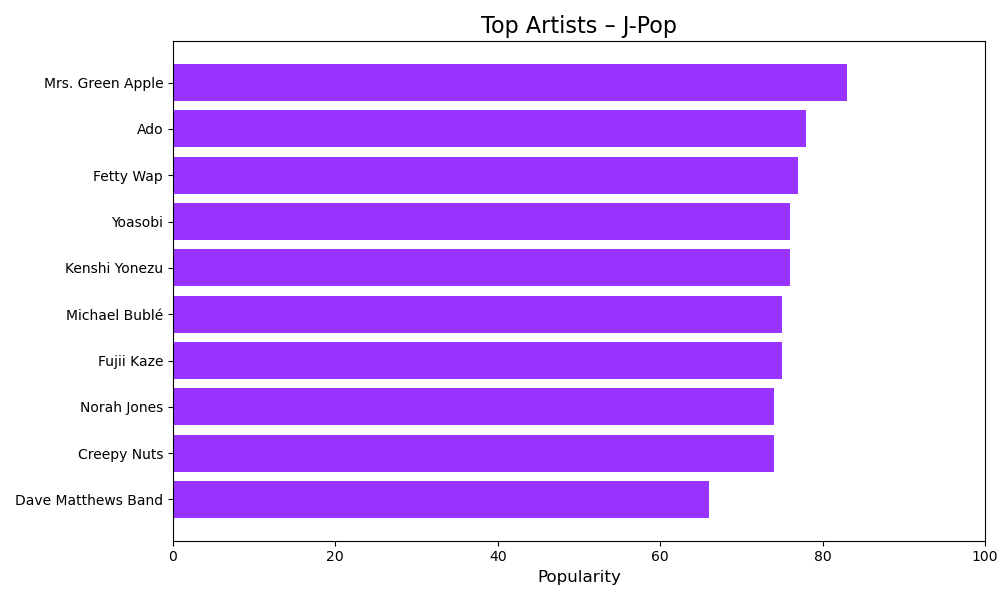 Top Artists – J-Pop
Mrs. Green Apple
Ado
Fetty Wap
Yoasobi
Kenshi Yonezu
Michael Bublé
Fujii Kaze
Norah Jones
Creepy Nuts
Dave Matthews Band
0 20 40 60 80 100
Popularity